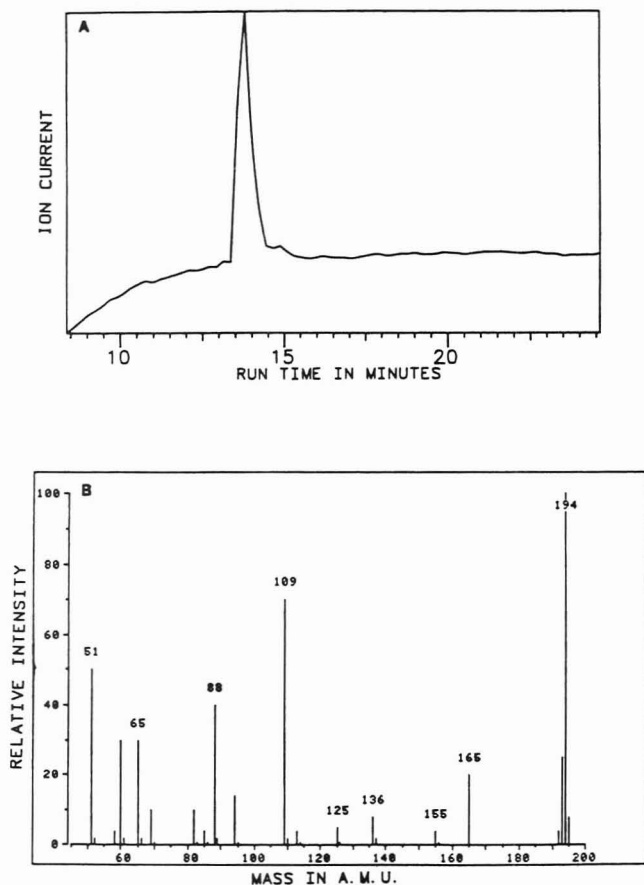 A
ION CURRENT
10 15 20
RUN TIME IN MINUTES
B
100
80
60
40
20
0
RELATIVE INTENSITY
194
109
51
88
65
165
136
125
155
60 80 100 120 140 160 180 200
MASS IN A.M.U.